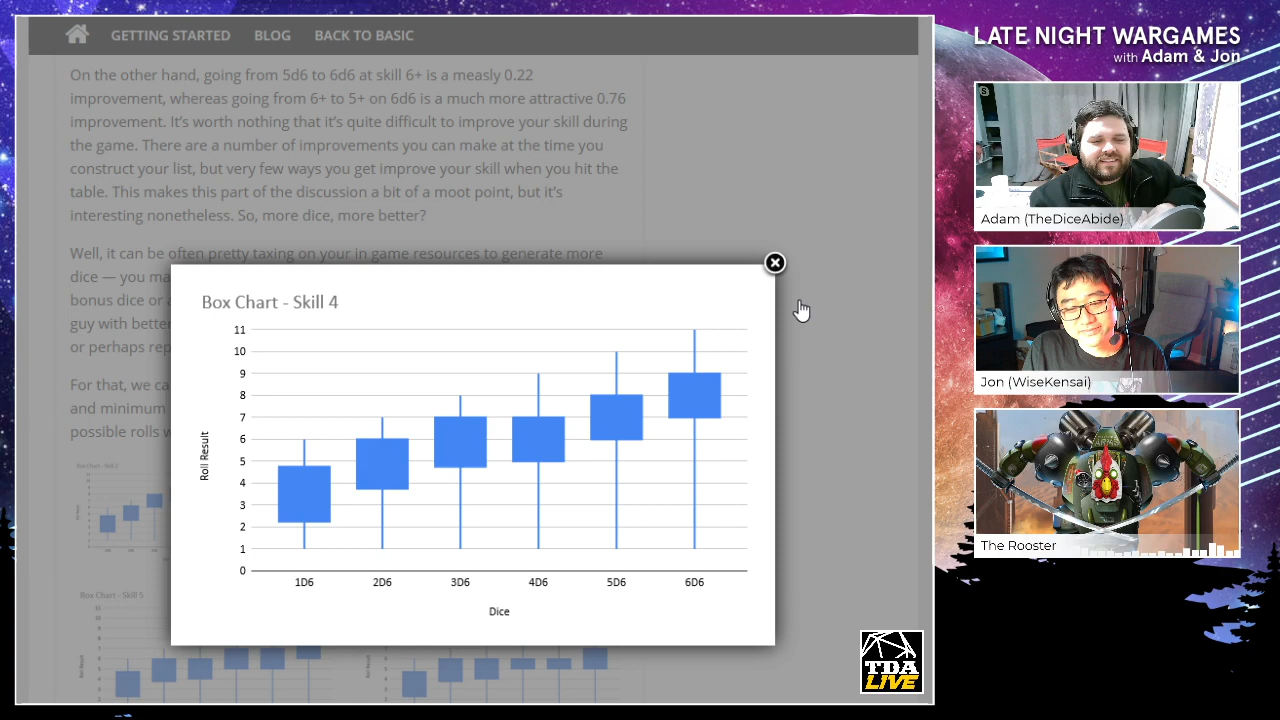 GETTING STARTED BLOG BACK TO BASIC
On the other hand, going from 5d6 to 6d6 at skill 6+ is a measly 0.22
improvement, whereas going from 6+ to 5+ on 6d6 is a much more attractive 0.76
improvement. It's worth nothing that it's quite difficult to improve your skill during
the game. There are a number of improvements you can make at the time you
construct your list, but very few ways you get improve your skill when you hit the
table. This makes this part of the discussion a bit of a moot point, but it's
interesting nonetheless. So, more dice, more better?
Well, it can be often pretty taxing on your in game resources to generate more
dice — you ma
bonus dice or
guy with better
or perhaps rep
For that, we ca
and minimum
possible rolls w
Box Chart - Skill 4
Roll Result
11
10
9
8
7
6
5
4
3
2
1
0
1D6 2D6 3D6 4D6 5D6 6D6
Dice
Box Chart - Skill 5
LATE NIGHT WARGAMES
with Adam & Jon
Adam (TheDiceAbide)
Jon (WiseKensai)
The Rooster
TDA
LIVE